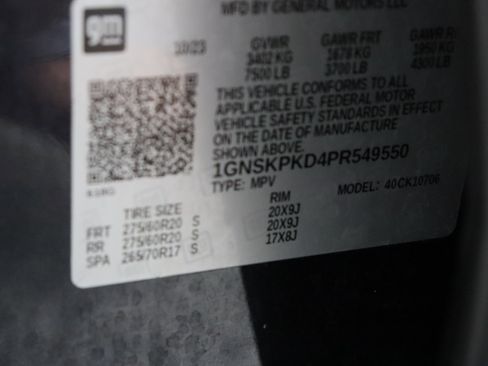 MFD BY GENERAL MOTORS LLC
gm
10/23 GVWR GAWR FRT GAWR R
3402 KG 1678 KG 1950 KG
7500 LB 3700 LB 4300 LB
THIS VEHICLE CONFORMS TO ALL
APPLICABLE U.S. FEDERAL MOTOR
VEHICLE SAFETY STANDARDS IN EFFECT
ON THE DATE OF MANUFACTURE
SHOWN ABOVE.
1GNSKPKD4PR549550
TYPE: MPV MODEL: 40CK10706
TIRE SIZE RIM
FRT 275/60R20 S 20X9J
RR 275/60R20 S 20X9J
SPA 265/70R17 S 17X8J